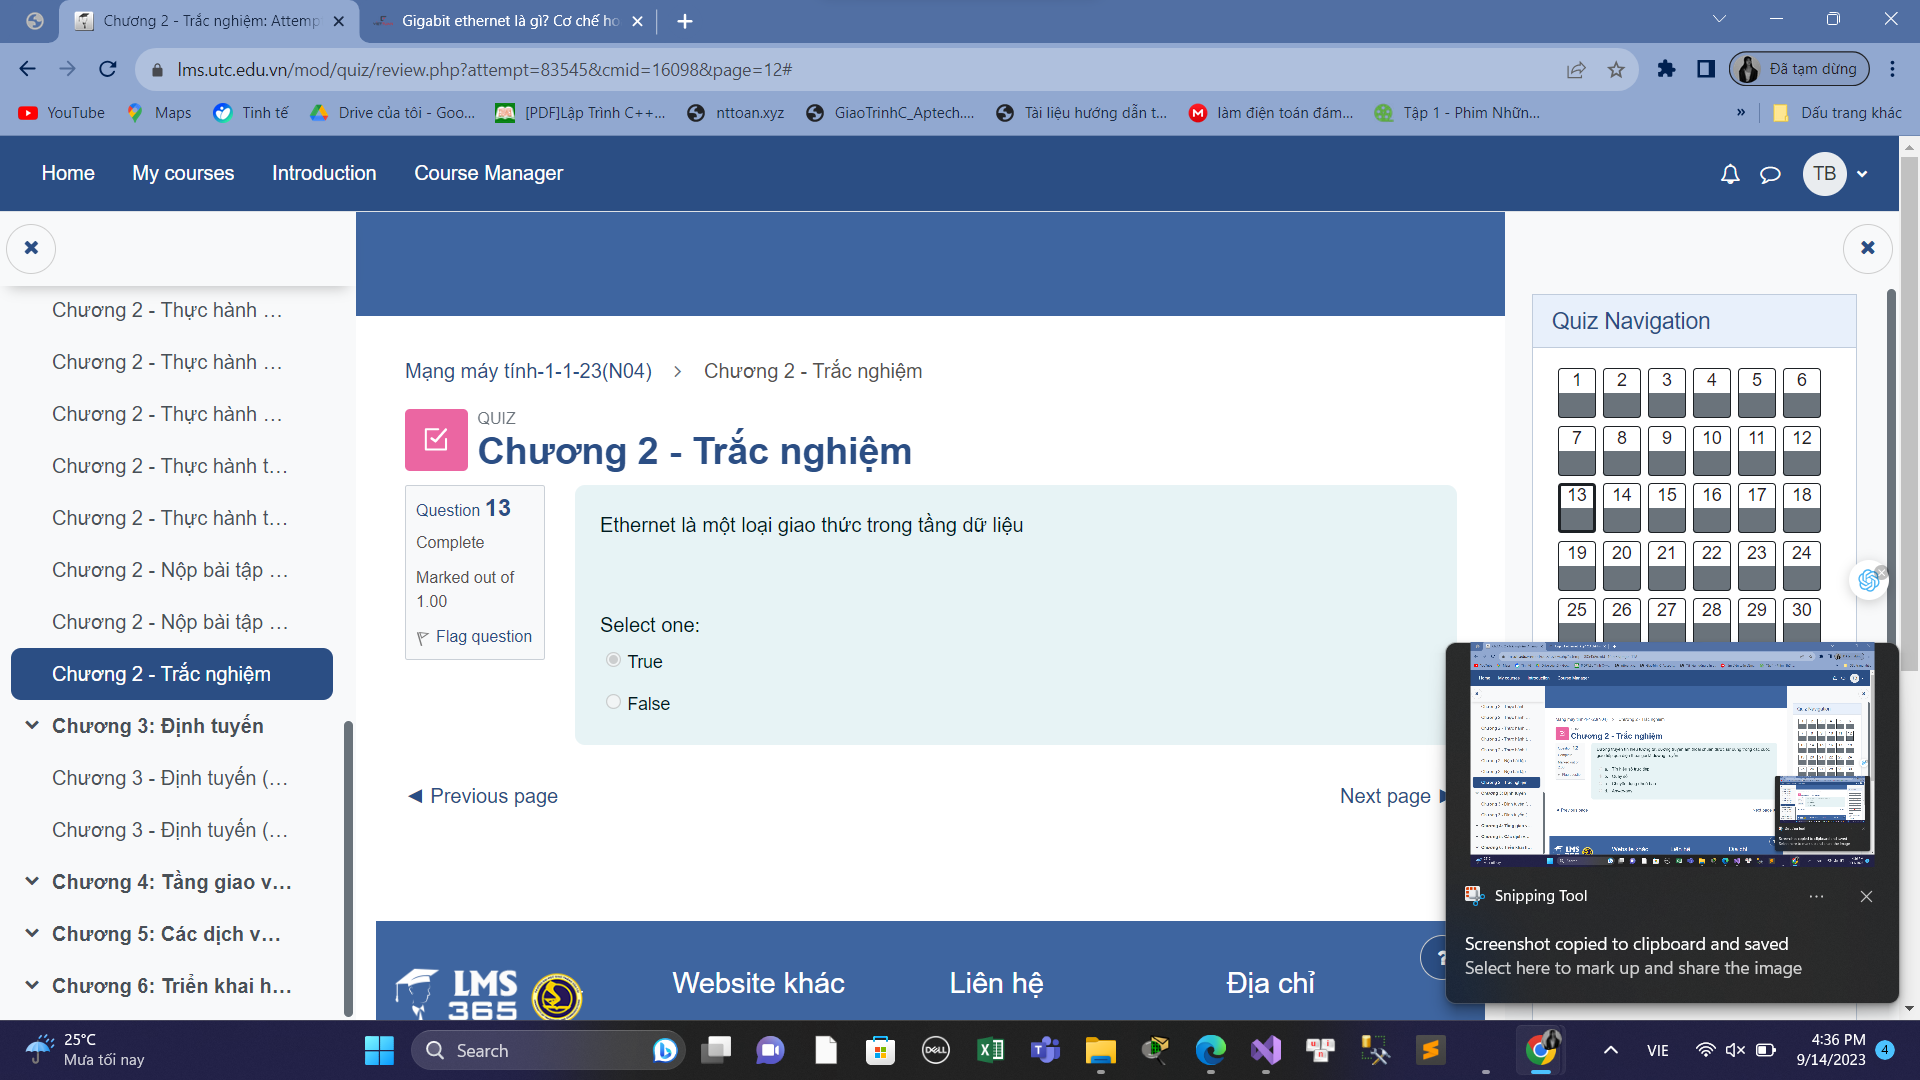 Chương 2 - Trắc nghiệm: Attemp
Gigabit ethernet là gì? Cơ chế ho
lms.utc.edu.vn/mod/quiz/review.php?attempt=83545&cmid=16098&page=12#
Đã tạm dừng
YouTube
Maps
Tinh tế
Drive của tôi - Goo...
[PDF]Lập Trình C++...
nttoan.xyz
GiaoTrinhC_Aptech....
Tài liệu hướng dẫn t...
làm điện toán đám...
Tập 1 - Phim Nhữn...
»
Dấu trang khác
Home
My courses
Introduction
Course Manager
TB
Chương 2 - Thực hành ...
Chương 2 - Thực hành ...
Chương 2 - Thực hành ...
Chương 2 - Thực hành t...
Chương 2 - Thực hành t...
Chương 2 - Nộp bài tập ...
Chương 2 - Nộp bài tập ...
Chương 2 - Trắc nghiệm
Chương 3: Định tuyến
Chương 3 - Định tuyến (...
Chương 3 - Định tuyến (...
Chương 4: Tầng giao v...
Chương 5: Các dịch v...
Chương 6: Triển khai h...
Mạng máy tính-1-1-23(N04) > Chương 2 - Trắc nghiệm
QUIZ
Chương 2 - Trắc nghiệm
Question 13
Complete
Marked out of
1.00
Flag question
Ethernet là một loại giao thức trong tầng dữ liệu
Select one:
True
False
Previous page
Next page
Quiz Navigation
1 2 3 4 5 6
7 8 9 10 11 12
13 14 15 16 17 18
19 20 21 22 23 24
25 26 27 28 29 30
Chương 2 - Trắc nghiệm
Snipping Tool
Screenshot copied to clipboard and saved
Select here to mark up and share the image
LMS
365
Website khác
Liên hệ
Địa chỉ
?
25°C
Mưa tối nay
Search
DELL
VIE
4:36 PM
9/14/2023
4